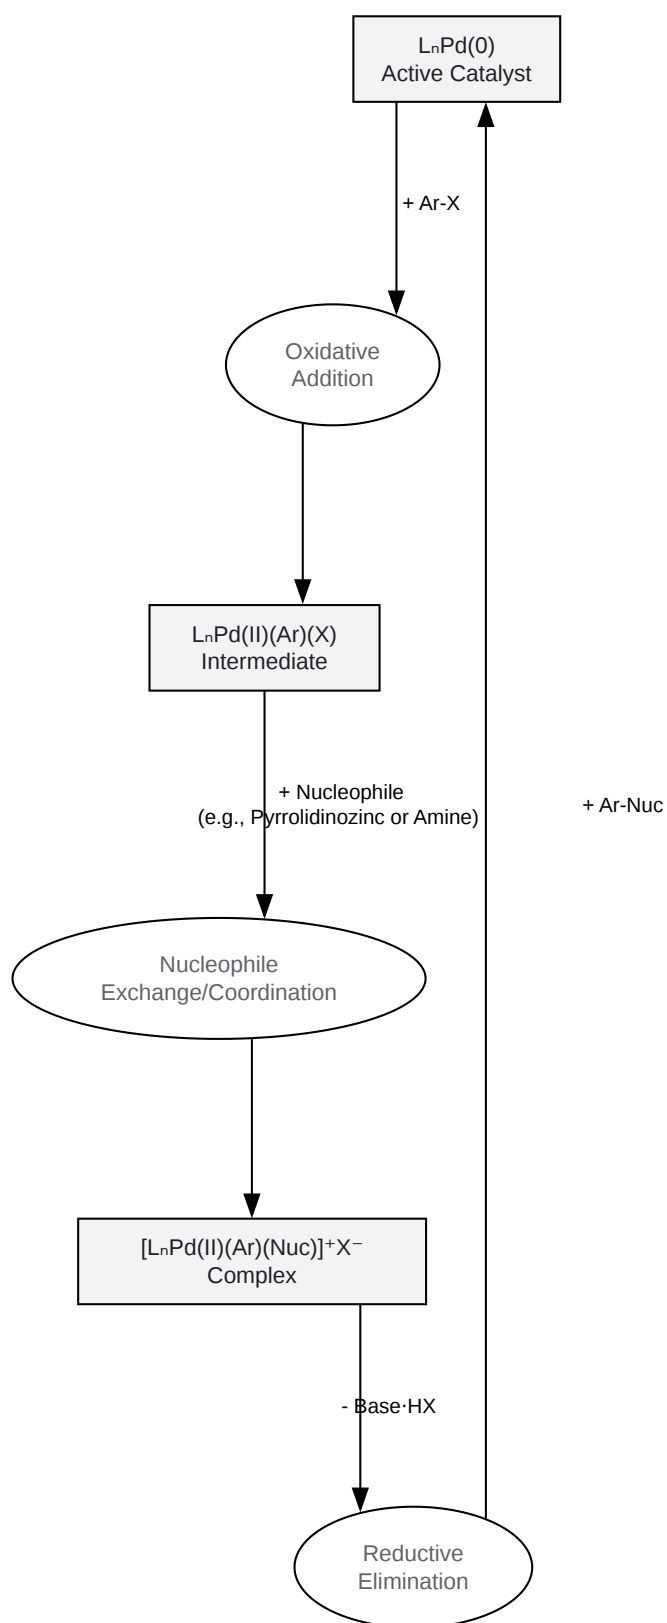 LₙPd(0)
Active Catalyst
+ Ar-X
Oxidative
Addition
LₙPd(II)(Ar)(X)
Intermediate
+ Nucleophile
(e.g., Pyrrolidinozinc or Amine)
+ Ar-Nuc
Nucleophile
Exchange/Coordination
[LₙPd(II)(Ar)(Nuc)]⁺X⁻
Complex
- Base·HX
Reductive
Elimination